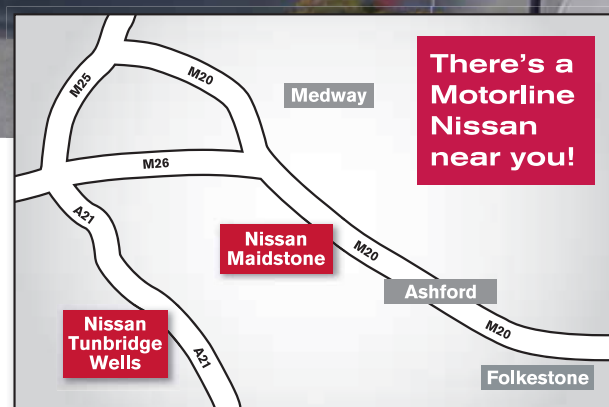 There's a
Motorline
Nissan
near you!
M25
M20
Medway
M26
A21
Nissan
Maidstone
M20
Ashford
Nissan
Tunbridge
Wells
A21
M20
Folkestone